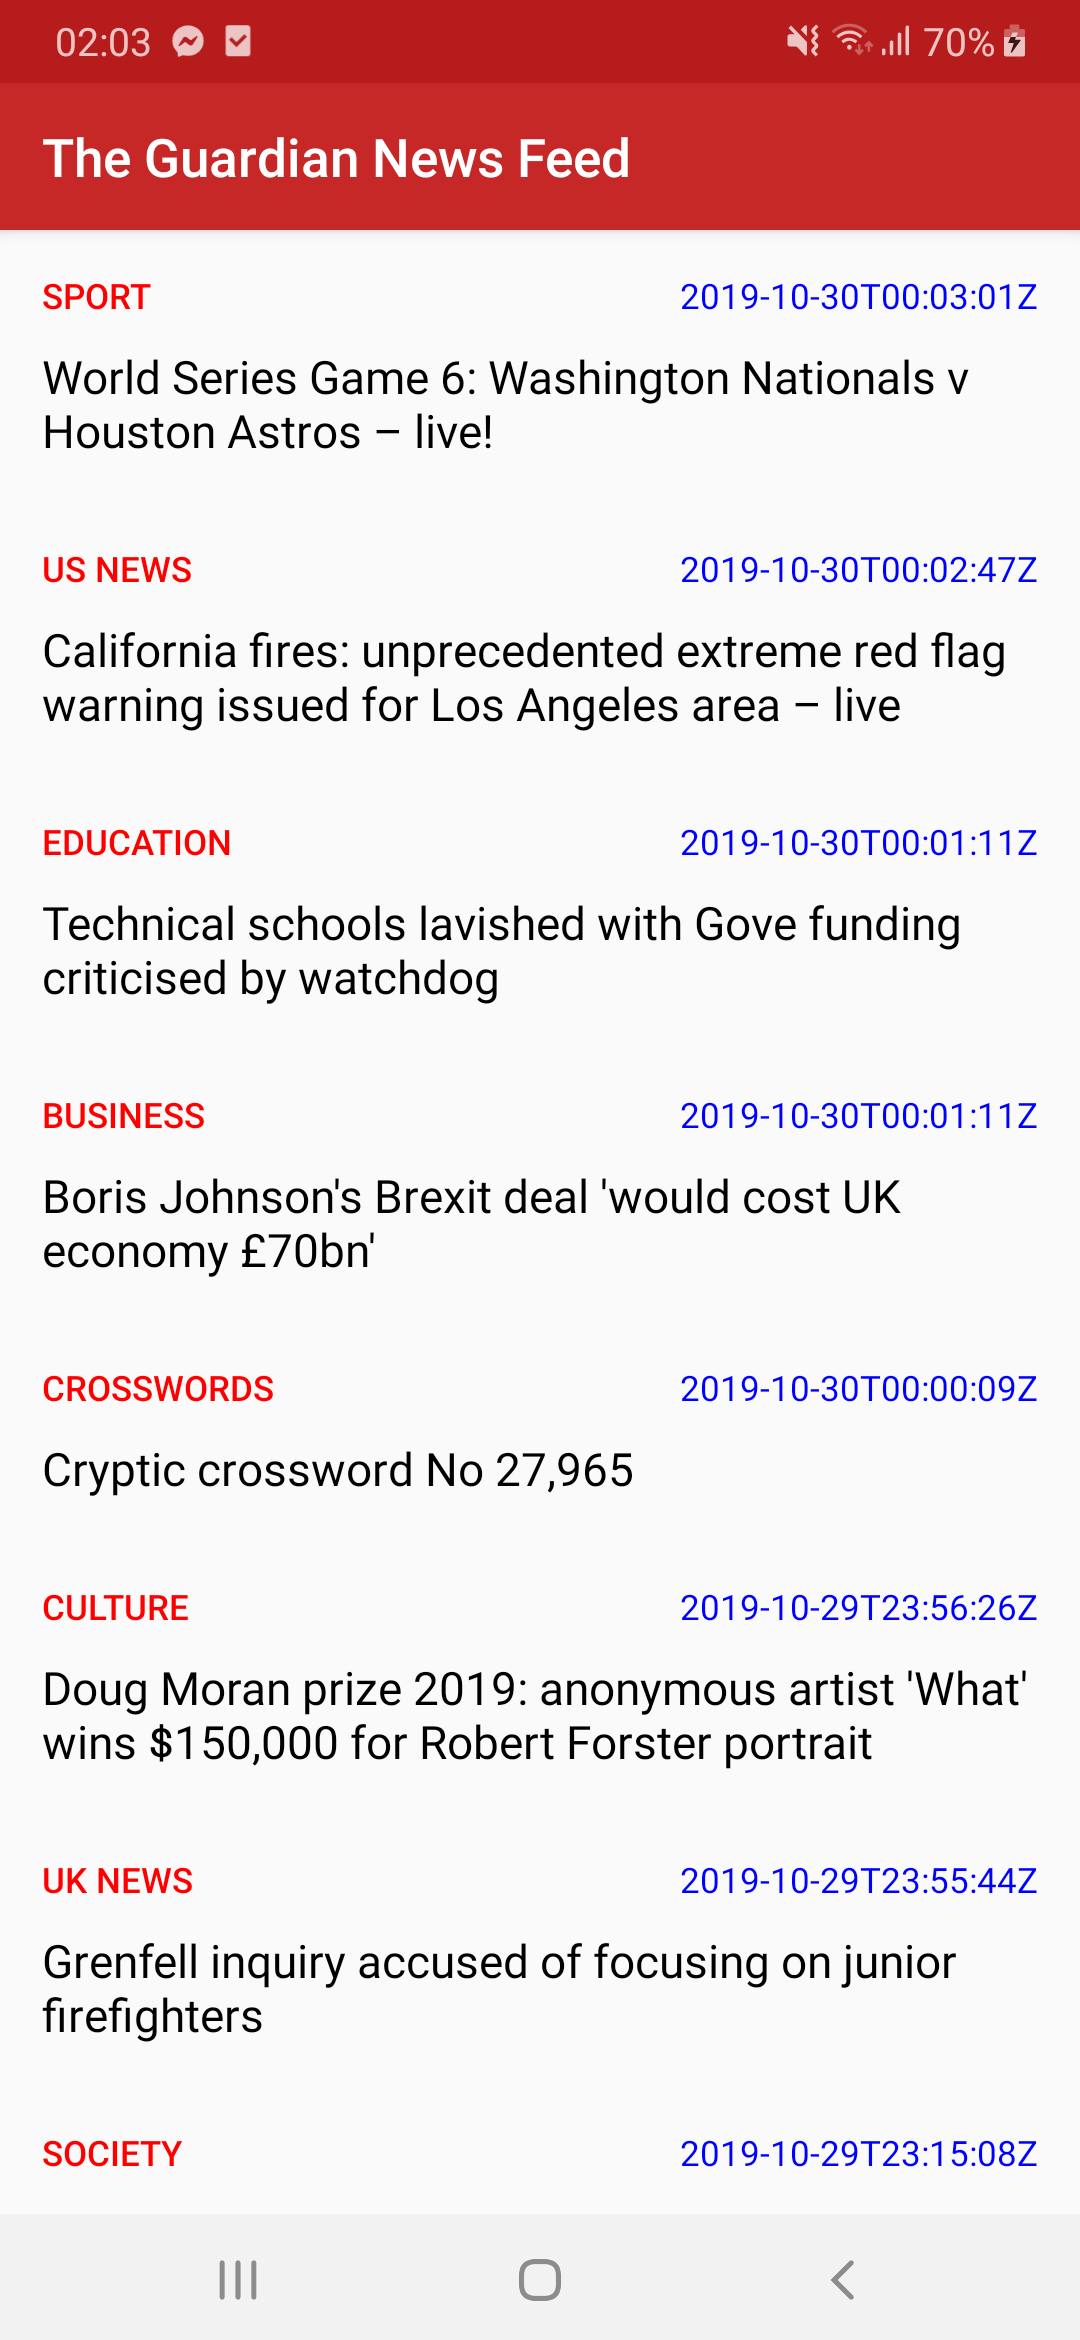 02:03 70%
The Guardian News Feed
SPORT 2019-10-30T00:03:01Z
World Series Game 6: Washington Nationals v
Houston Astros – live!
US NEWS 2019-10-30T00:02:47Z
California fires: unprecedented extreme red flag
warning issued for Los Angeles area – live
EDUCATION 2019-10-30T00:01:11Z
Technical schools lavished with Gove funding
criticised by watchdog
BUSINESS 2019-10-30T00:01:11Z
Boris Johnson's Brexit deal 'would cost UK
economy £70bn'
CROSSWORDS 2019-10-30T00:00:09Z
Cryptic crossword No 27,965
CULTURE 2019-10-29T23:56:26Z
Doug Moran prize 2019: anonymous artist 'What'
wins $150,000 for Robert Forster portrait
UK NEWS 2019-10-29T23:55:44Z
Grenfell inquiry accused of focusing on junior
firefighters
SOCIETY 2019-10-29T23:15:08Z